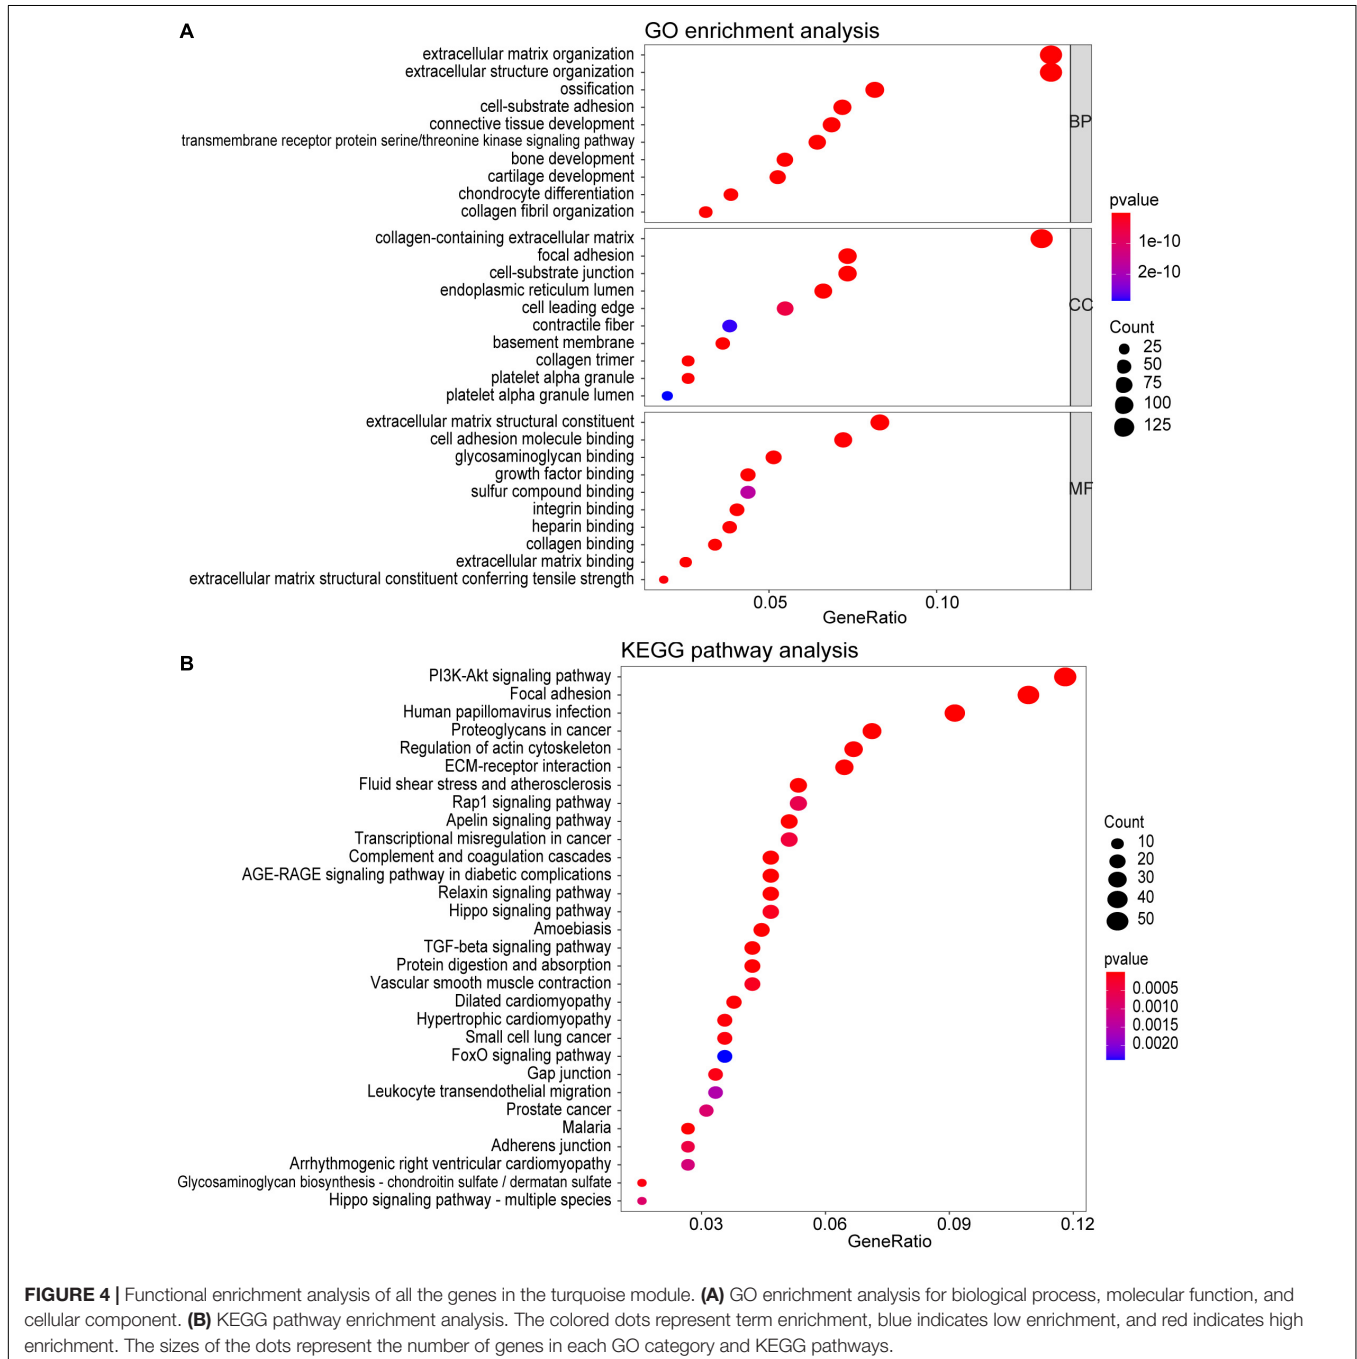 A
GO enrichment analysis
extracellular matrix organization
extracellular structure organization
ossification
cell-substrate adhesion
connective tissue development
transmembrane receptor protein serine/threonine kinase signaling pathway
bone development
cartilage development
chondrocyte differentiation
collagen fibril organization
BP
collagen-containing extracellular matrix
focal adhesion
cell-substrate junction
endoplasmic reticulum lumen
cell leading edge
contractile fiber
basement membrane
collagen trimer
platelet alpha granule
platelet alpha granule lumen
CC
extracellular matrix structural constituent
cell adhesion molecule binding
glycosaminoglycan binding
growth factor binding
sulfur compound binding
integrin binding
heparin binding
collagen binding
extracellular matrix binding
extracellular matrix structural constituent conferring tensile strength
MF
0.05 0.10
GeneRatio
pvalue
1e-10
2e-10
Count
25
50
75
100
125
B
KEGG pathway analysis
PI3K-Akt signaling pathway
Focal adhesion
Human papillomavirus infection
Proteoglycans in cancer
Regulation of actin cytoskeleton
ECM-receptor interaction
Fluid shear stress and atherosclerosis
Rap1 signaling pathway
Apelin signaling pathway
Transcriptional misregulation in cancer
Complement and coagulation cascades
AGE-RAGE signaling pathway in diabetic complications
Relaxin signaling pathway
Hippo signaling pathway
Amoebiasis
TGF-beta signaling pathway
Protein digestion and absorption
Vascular smooth muscle contraction
Dilated cardiomyopathy
Hypertrophic cardiomyopathy
Small cell lung cancer
FoxO signaling pathway
Gap junction
Leukocyte transendothelial migration
Prostate cancer
Malaria
Adherens junction
Arrhythmogenic right ventricular cardiomyopathy
Glycosaminoglycan biosynthesis - chondroitin sulfate / dermatan sulfate
Hippo signaling pathway - multiple species
0.03 0.06 0.09 0.12
GeneRatio
Count
10
20
30
40
50
pvalue
0.0005
0.0010
0.0015
0.0020
FIGURE 4 | Functional enrichment analysis of all the genes in the turquoise module. (A) GO enrichment analysis for biological process, molecular function, and
cellular component. (B) KEGG pathway enrichment analysis. The colored dots represent term enrichment, blue indicates low enrichment, and red indicates high
enrichment. The sizes of the dots represent the number of genes in each GO category and KEGG pathways.